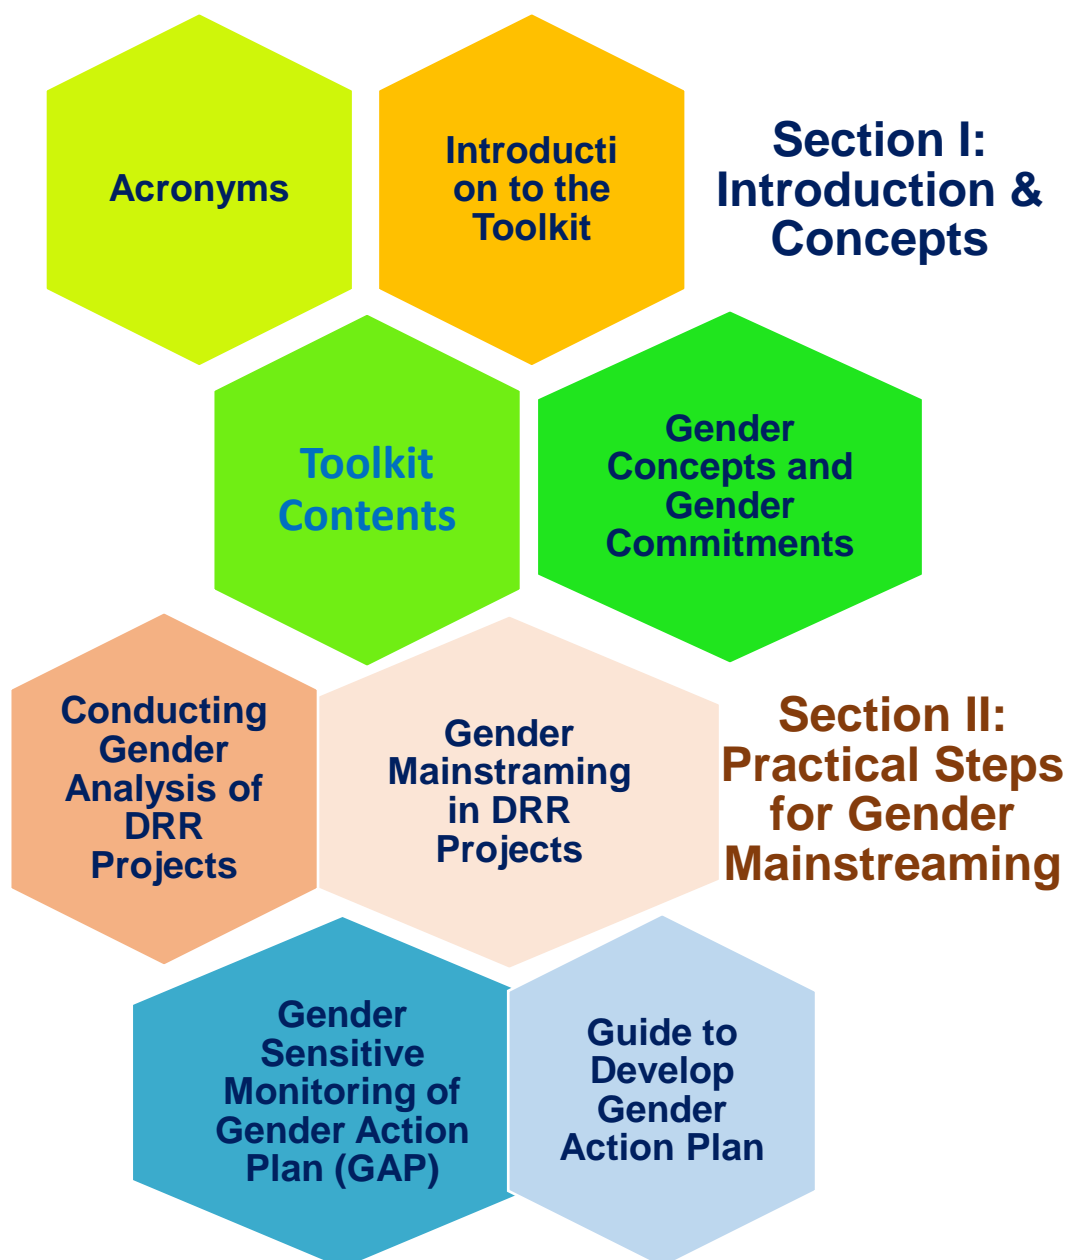 Acronyms
Introducti
on to the
Toolkit
Section I:
Introduction &
Concepts
Toolkit
Contents
Gender
Concepts and
Gender
Commitments
Conducting
Gender
Analysis of
DRR
Projects
Gender
Mainstraming
in DRR
Projects
Section II:
Practical Steps
for Gender
Mainstreaming
Gender
Sensitive
Monitoring of
Gender Action
Plan (GAP)
Guide to
Develop
Gender
Action Plan